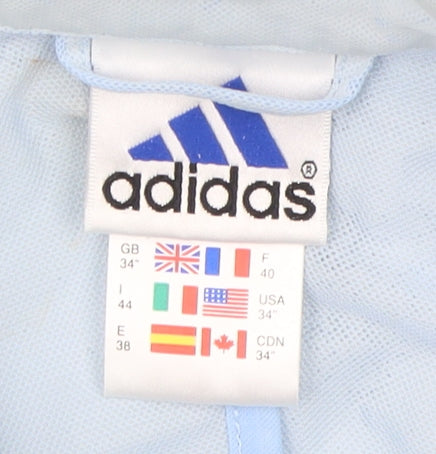 adidas®
GB F
34" 40
I USA
44 34"
E CDN
38 34"